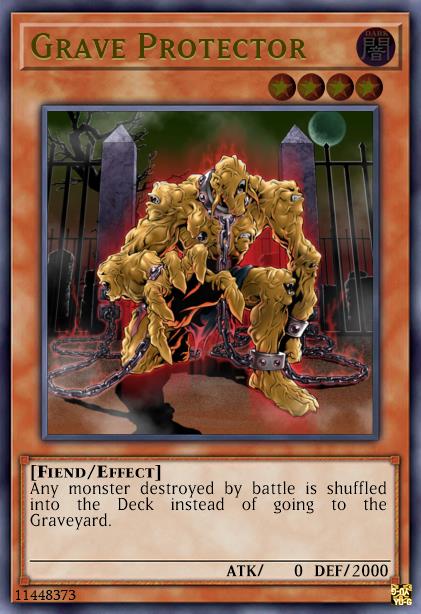 Grave Protector
DARK
闇
[Fiend/Effect]
Any monster destroyed by battle is shuffled
into the Deck instead of going to the
Graveyard.
ATK/ 0 DEF/2000
11448373